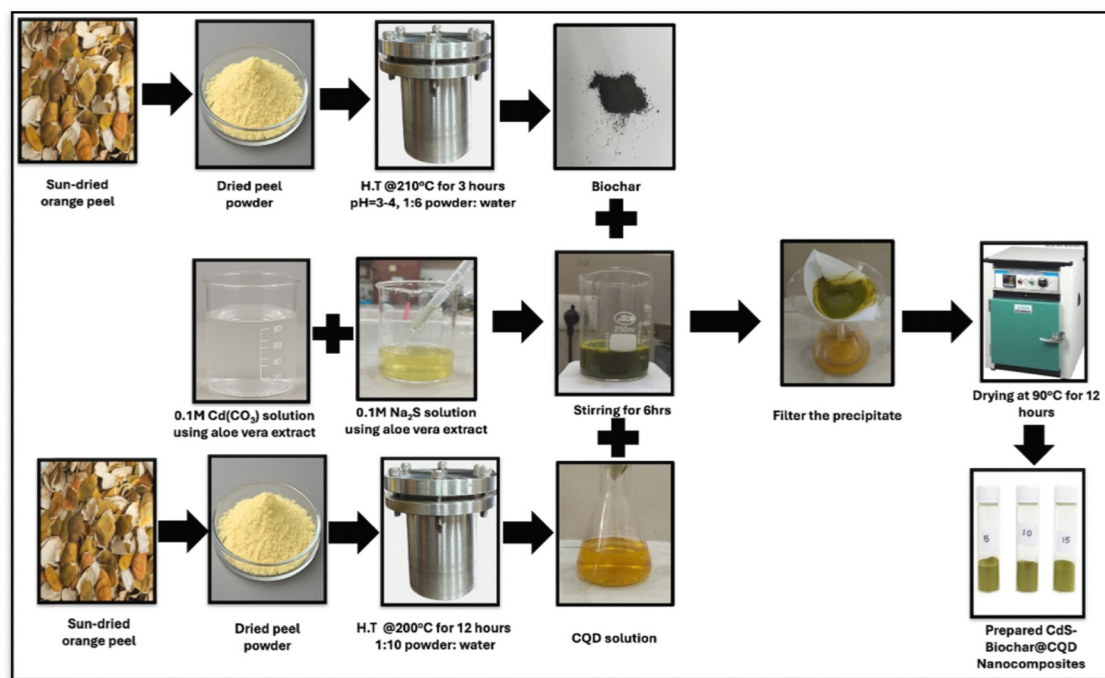 Sun-dried
orange peel
Dried peel
powder
H.T @210°C for 3 hours
pH=3-4, 1:6 powder: water
Biochar
0.1M Cd(CO₃) solution
using aloe vera extract
0.1M Na₂S solution
using aloe vera extract
250ml
Stirring for 6hrs
Filter the precipitate
Drying at 90°C for 12
hours
Sun-dried
orange peel
Dried peel
powder
H.T @200°C for 12 hours
1:10 powder: water
CQD solution
5
10
15
Prepared CdS-
Biochar@CQD
Nanocomposites